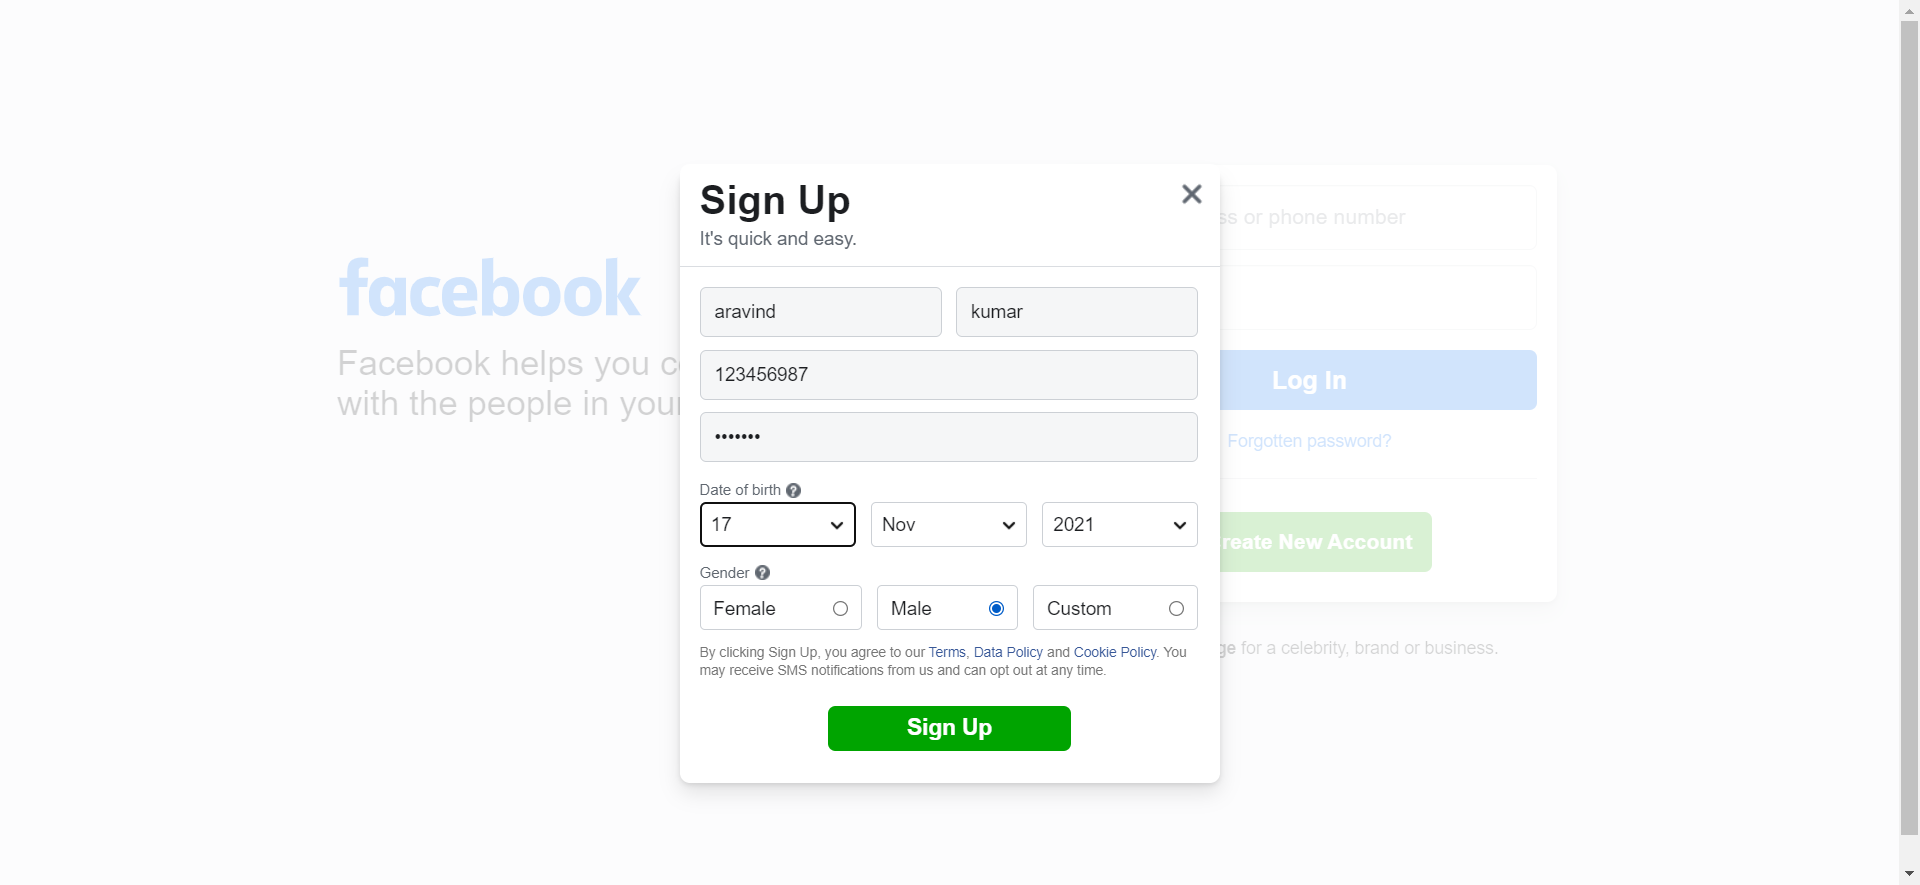 Sign Up
It's quick and easy.
facebook
Facebook helps you c
with the people in your
aravind kumar
123456987
•••••••
Date of birth ?
17 Nov 2021
Gender ?
Female Male Custom
By clicking Sign Up, you agree to our Terms, Data Policy and Cookie Policy. You
may receive SMS notifications from us and can opt out at any time.
Sign Up
ss or phone number
Log In
Forgotten password?
reate New Account
ge for a celebrity, brand or business.